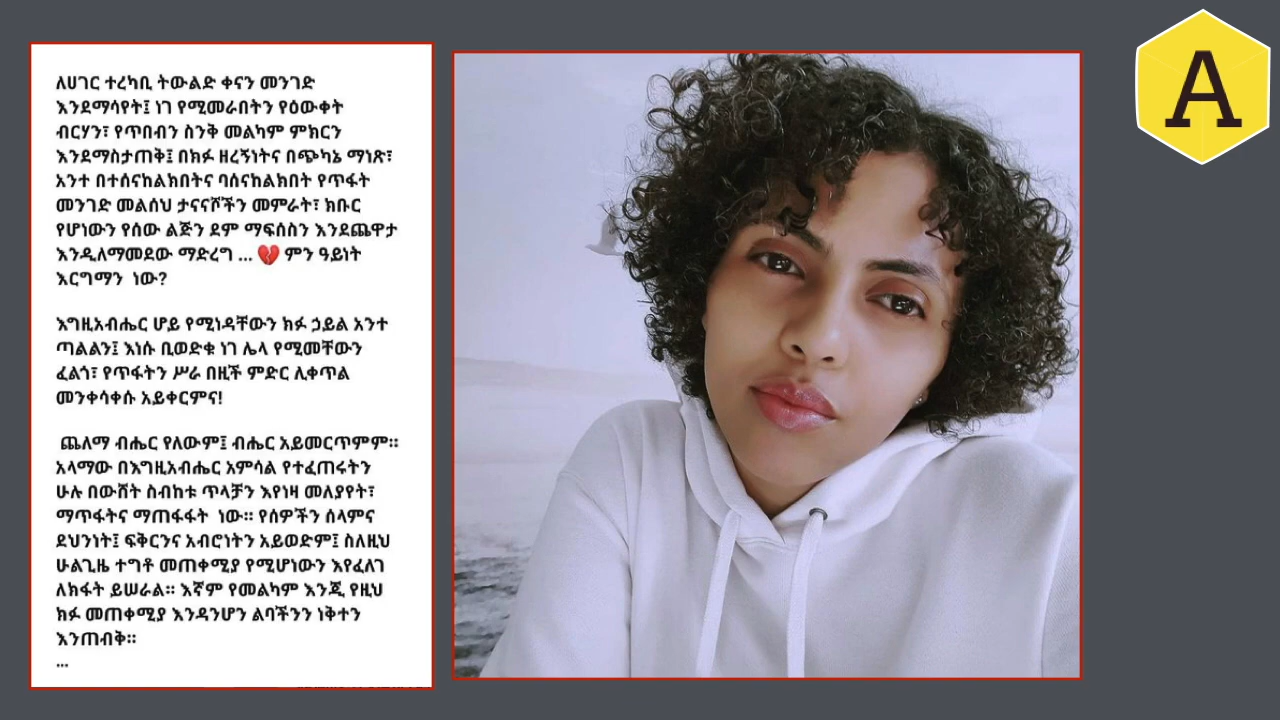 ለሀገር ተረካቢ ትውልድ ቀናን መንገድ
እንደማሳየት፤ ነገ የሚመራበትን የዕውቀት
ብርሃን፣ የጥበብን ስንቅ መልካም ምክርን
እንደማስታጠቅ፤ በክፉ ዘረኝነትና በጭካኔ ማነጽ፣
አንተ በተሰናከልክበትና ባሰናከልክበት የጥፋት
መንገድ መልሰህ ታናናሾችን መምራት፣ ክቡር
የሆነውን የሰው ልጅን ደም ማፍሰስን እንደጨዋታ
እንዲለማመደው ማድረግ ... 💔 ምን ዓይነት
እርግማን ነው?
እግዚአብሔር ሆይ የሚነዳቸውን ክፉ ኃይል አንተ
ጣልልን፤ እነሱ ቢወድቁ ነገ ሌላ የሚመቸውን
ፈልጎ፣ የጥፋትን ሥራ በዚች ምድር ሊቀጥል
መንቀሳቀሱ አይቀርምና!
ጨለማ ብሔር የለውም፤ ብሔር አይመርጥምም።
አላማው በእግዚአብሔር አምሳል የተፈጠሩትን
ሁሉ በውሸት ስብከቱ ጥላቻን እየነዛ መለያየት፣
ማጥፋትና ማጠፋፋት ነው። የሰዎችን ሰላምና
ደህንነት፤ ፍቅርንና አብሮነትን አይወድም፤ ስለዚህ
ሁልጊዜ ተግቶ መጠቀሚያ የሚሆነውን እየፈለገ
ለክፋት ይሠራል። እኛም የመልካም እንጂ የዚህ
ክፉ መጠቀሚያ እንዳንሆን ልባችንን ነቅተን
እንጠብቅ።
...
A